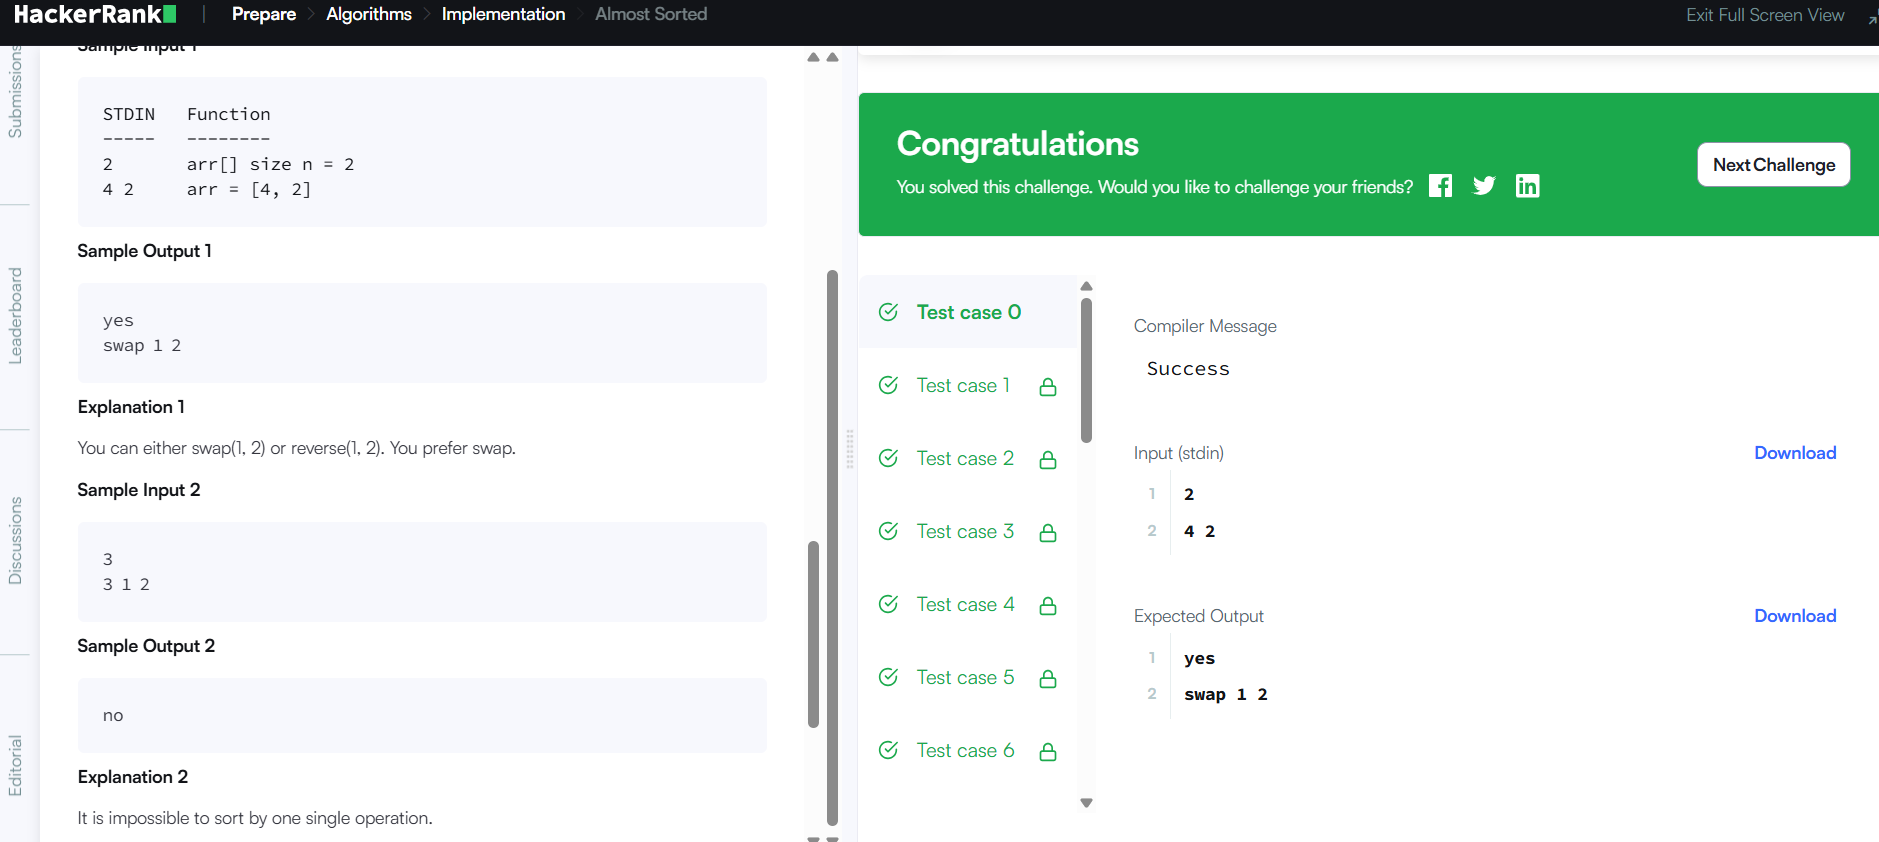 HackerRank
Prepare
Algorithms
Implementation
Almost Sorted
Exit Full Screen View
Submissions
Leaderboard
Discussions
Editorial
Sample Input 1
STDIN   Function
-----   --------
2       arr[] size n = 2
4 2     arr = [4, 2]
Sample Output 1
yes
swap 1 2
Explanation 1
You can either swap(1, 2) or reverse(1, 2). You prefer swap.
Sample Input 2
3
3 1 2
Sample Output 2
no
Explanation 2
It is impossible to sort by one single operation.
Congratulations
You solved this challenge. Would you like to challenge your friends?
Next Challenge
Test case 0
Test case 1
Test case 2
Test case 3
Test case 4
Test case 5
Test case 6
Compiler Message
Success
Input (stdin)
Download
1 2
2 4 2
Expected Output
Download
1 yes
2 swap 1 2